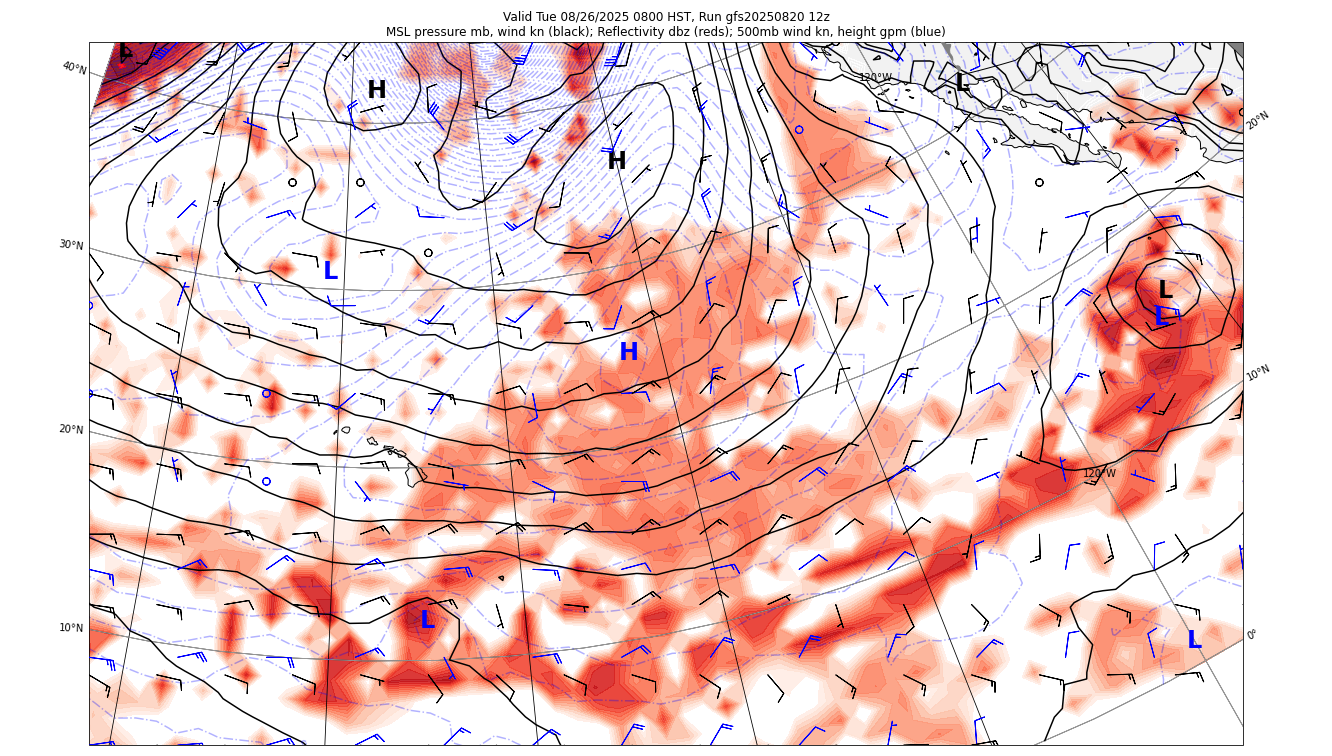 Valid Tue 08/26/2025 0800 HST, Run gfs20250820 12z
MSL pressure mb, wind kn (black); Reflectivity dbz (reds); 500mb wind kn, height gpm (blue)
L
40°N
H
120°W
L
20°N
H
30°N
L
L
L
H
10°N
20°N
120°W
10°N
L
L
0°